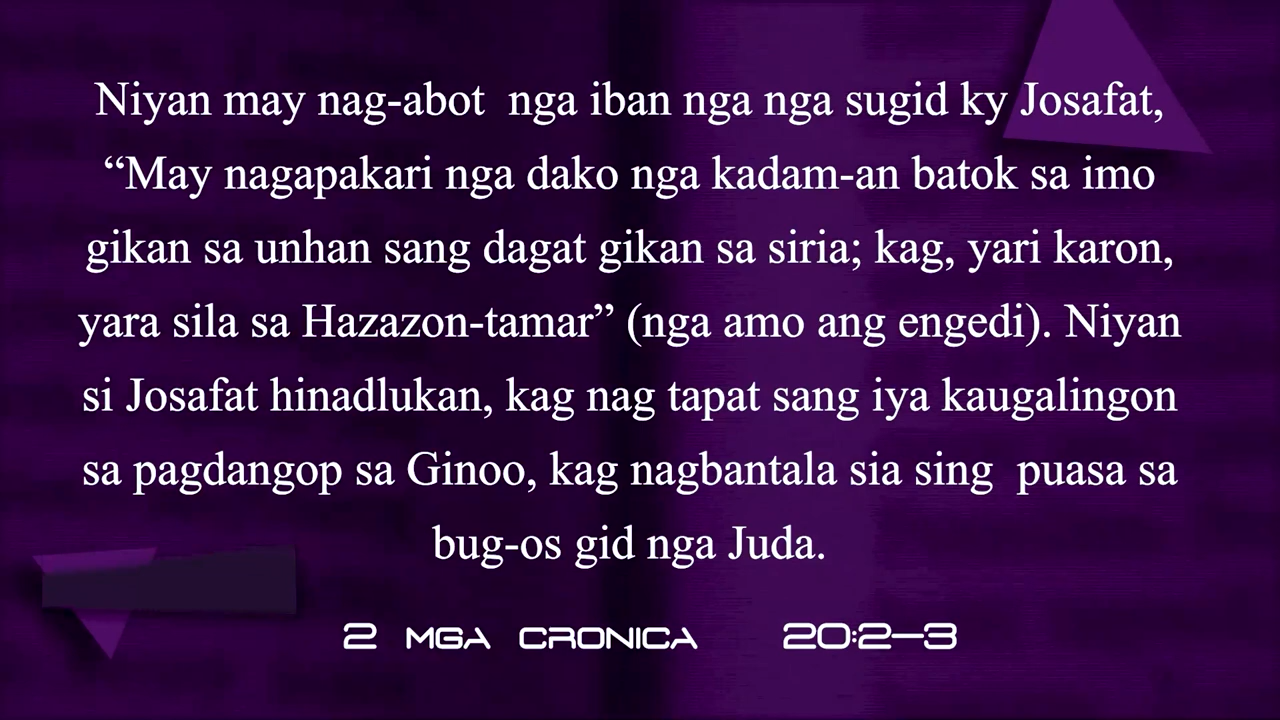 Niyan may nag-abot  nga iban nga nga sugid ky Josafat,
“May nagapakari nga dako nga kadam-an batok sa imo
gikan sa unhan sang dagat gikan sa siria; kag, yari karon,
yara sila sa Hazazon-tamar” (nga amo ang engedi). Niyan
si Josafat hinadlukan, kag nag tapat sang iya kaugalingon
sa pagdangop sa Ginoo, kag nagbantala sia sing  puasa sa
bug-os gid nga Juda.
2 MGA CRONICA 20:2-3